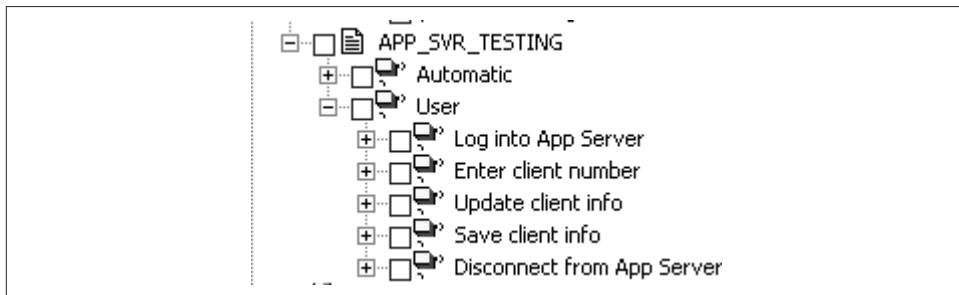 APP_SVR_TESTING
Automatic
User
Log into App Server
Enter client number
Update client info
Save client info
Disconnect from App Server